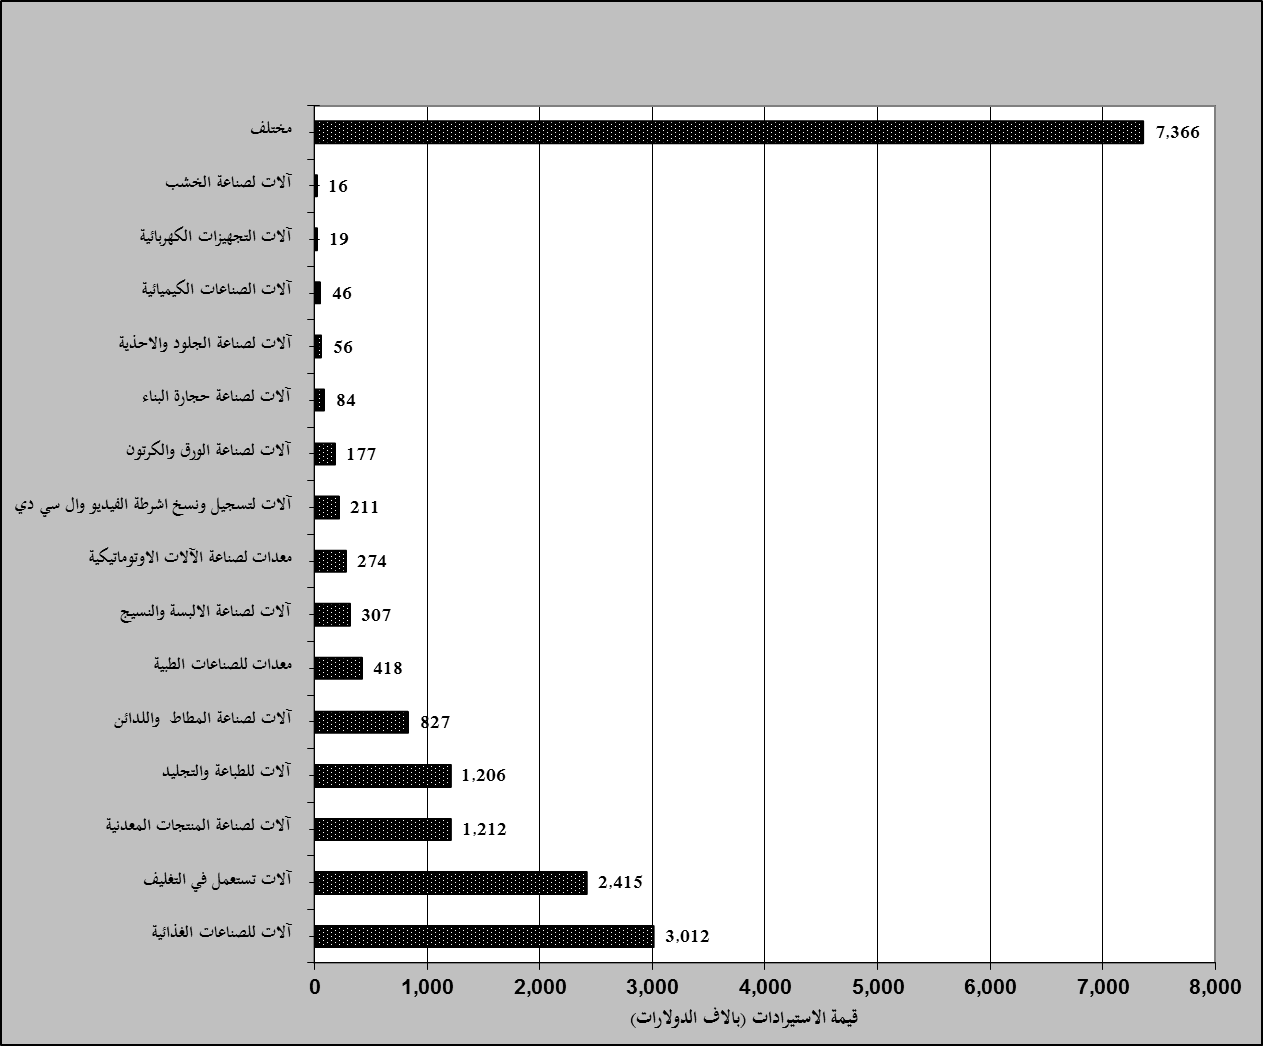 مختلف 7,366
آلات لصناعة الخشب 16
آلات التجهيزات الكهربائية 19
آلات الصناعات الكيميائية 46
آلات لصناعة الجلود والاحذية 56
آلات لصناعة حجارة البناء 84
آلات لصناعة الورق والكرتون 177
آلات لتسجيل ونسخ اشرطة الفيديو وال سي دي 211
معدات لصناعة الآلات الاوتوماتيكية 274
آلات لصناعة الالبسة والنسيج 307
معدات للصناعات الطبية 418
آلات لصناعة المطاط واللدائن 827
آلات للطباعة والتجليد 1,206
آلات لصناعة المنتجات المعدنية 1,212
آلات تستعمل في التغليف 2,415
آلات للصناعات الغذائية 3,012
0 1,000 2,000 3,000 4,000 5,000 6,000 7,000 8,000
قيمة الاستيرادات (بالاف الدولارات)